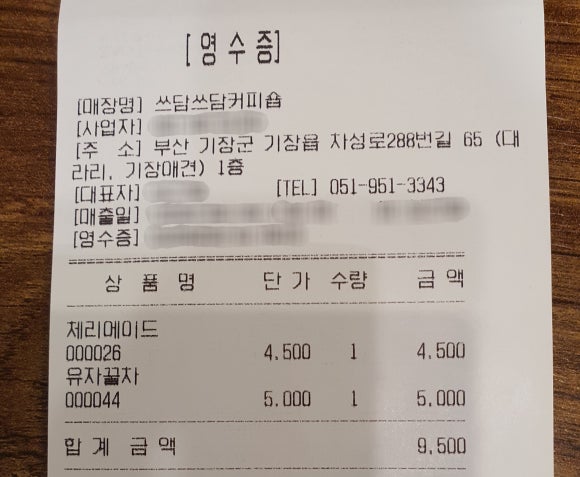 [영수증]
[매장명] 쓰담쓰담커피숍
[사업자]
[주 소] 부산 기장군 기장읍 차성로288번길 65 (대
라리, 기장애견) 1층
[대표자] [TEL] 051-951-3343
[매출일]
[영수증]
상 품 명 단 가 수량 금 액
체리메이드
000026 4,500 1 4,500
유자끓차
000044 5,000 1 5,000
합 계 금 액 9,500